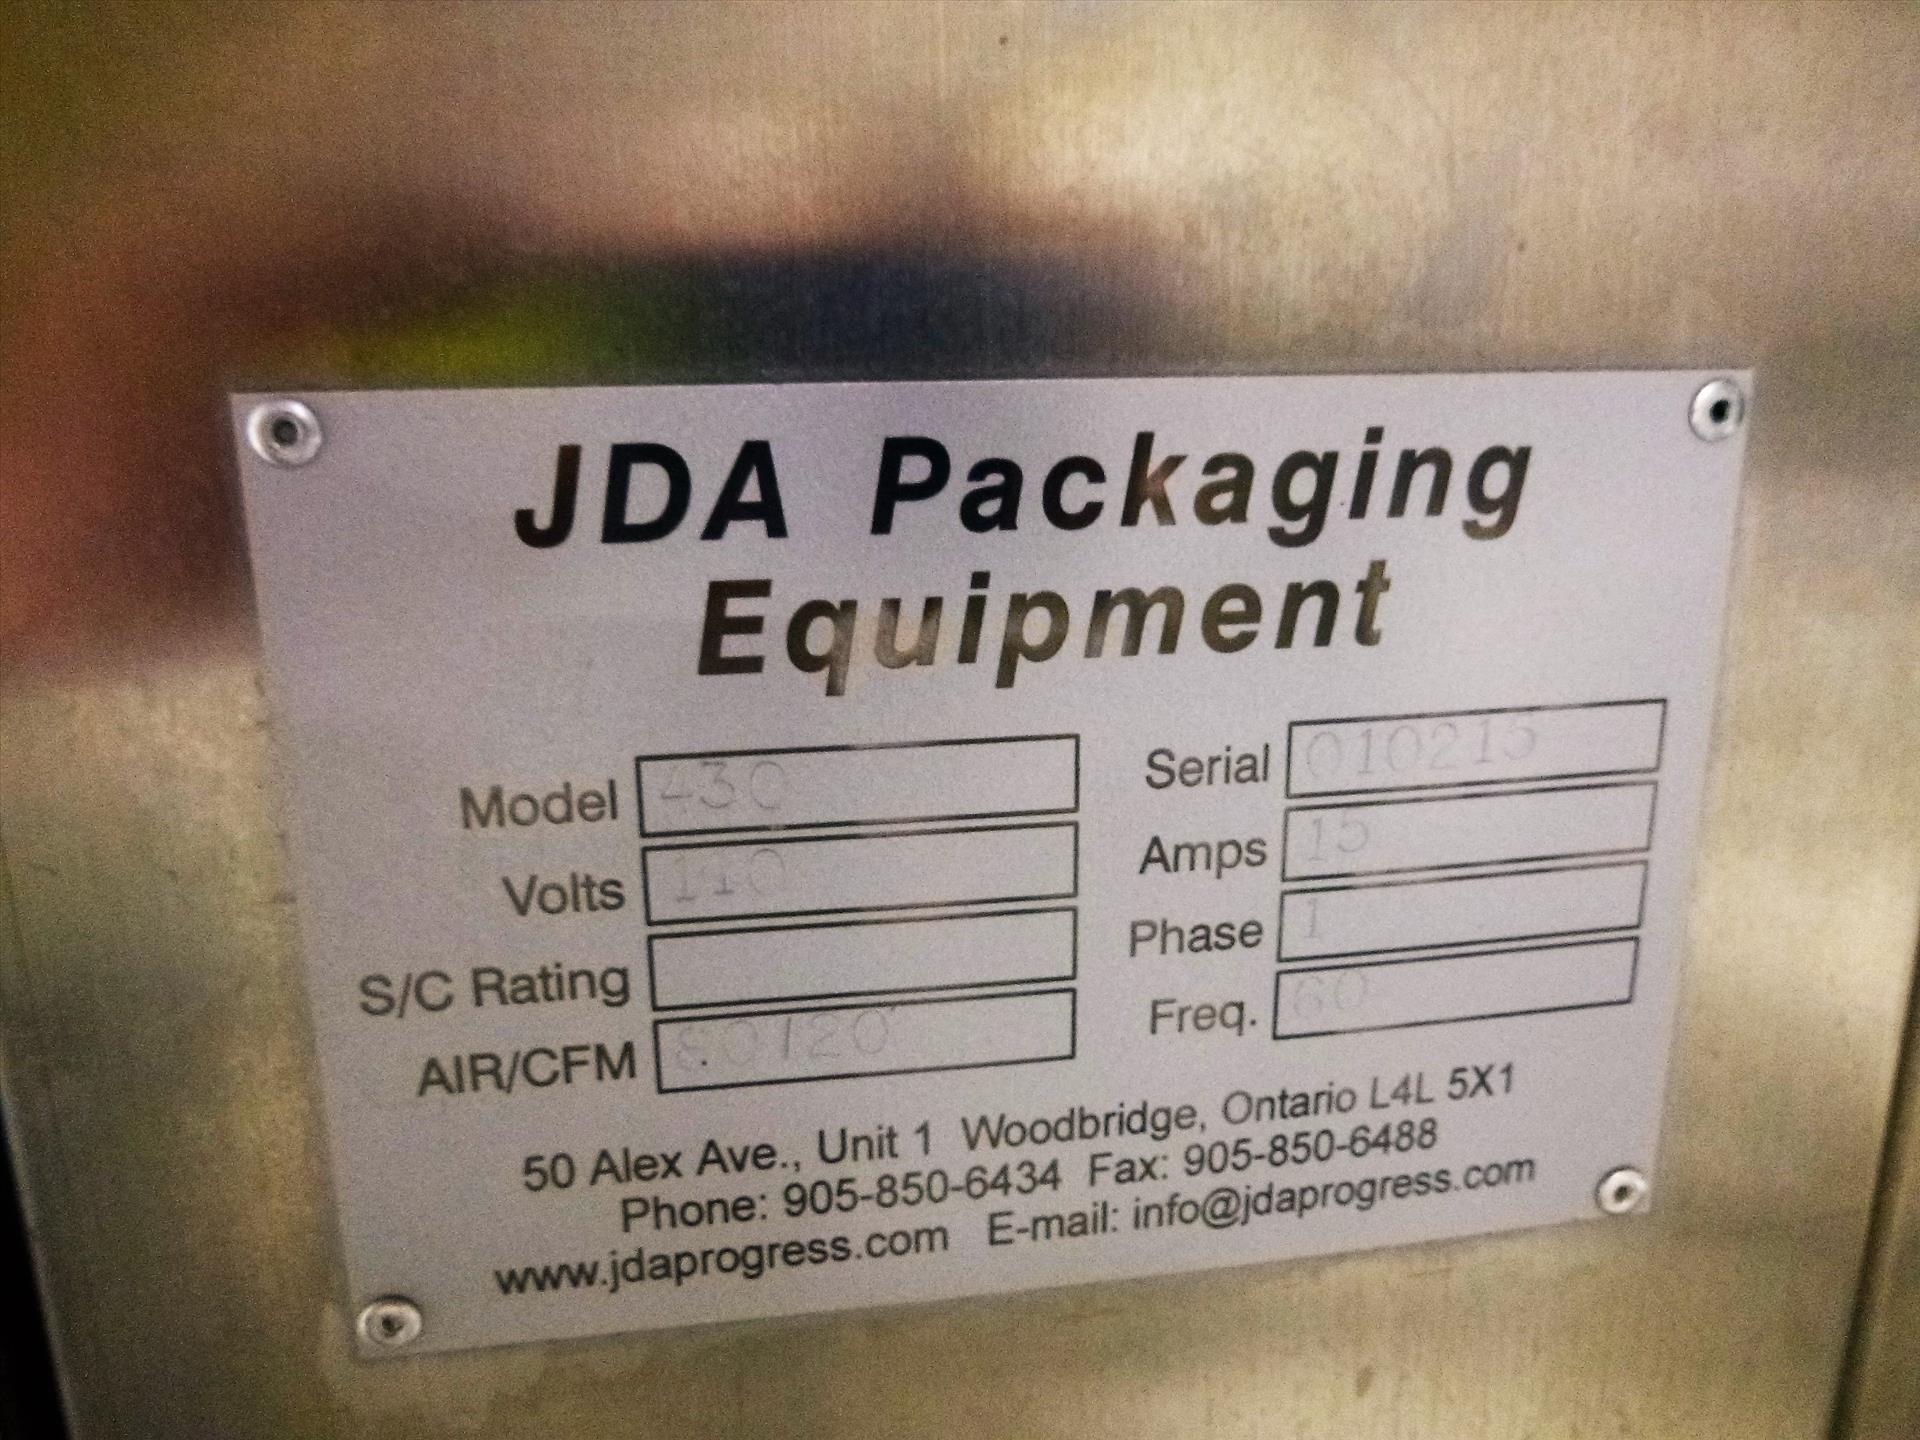 JDA Packaging
Equipment
Model 430
Serial 010215
Volts 110
Amps 15
S/C Rating
Phase 1
AIR/CFM 80/20
Freq. 60
50 Alex Ave., Unit 1 Woodbridge, Ontario L4L 5X1
Phone: 905-850-6434 Fax: 905-850-6488
www.jdaprogress.com E-mail: info@jdaprogress.com